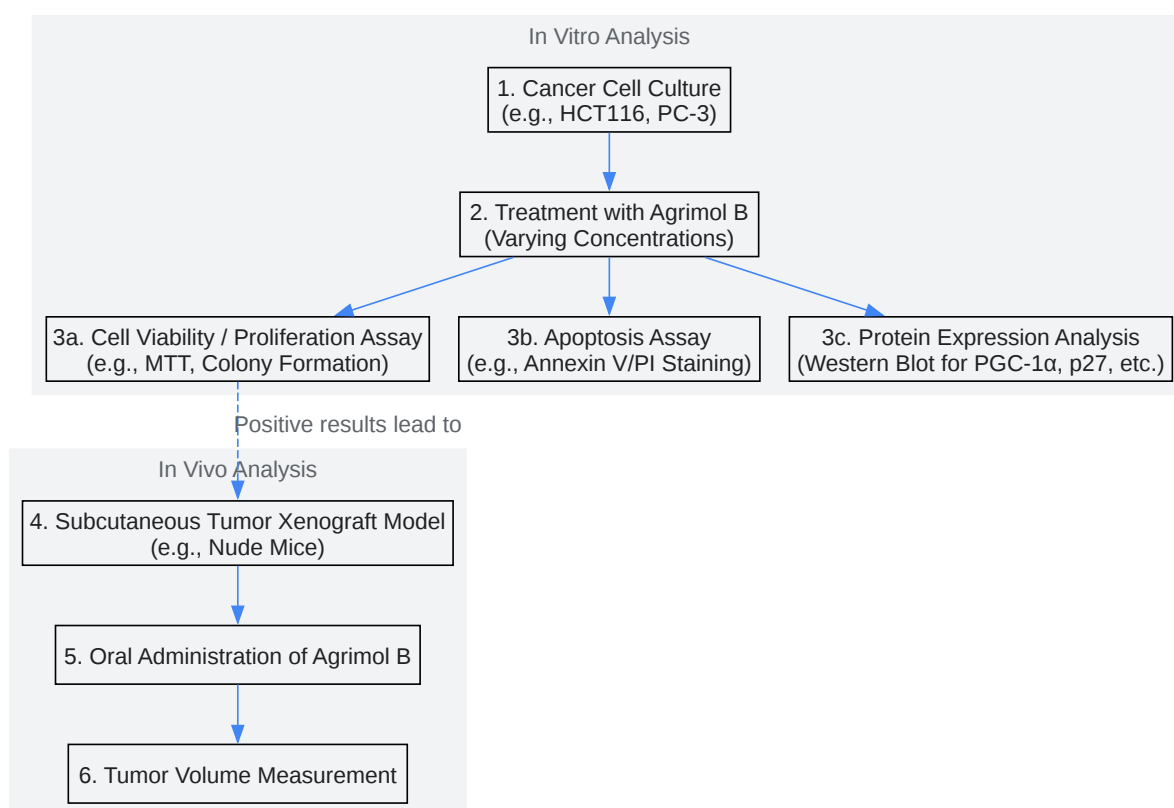 In Vitro Analysis
1. Cancer Cell Culture
(e.g., HCT116, PC-3)
2. Treatment with Agrimol B
(Varying Concentrations)
3a. Cell Viability / Proliferation Assay
(e.g., MTT, Colony Formation)
3b. Apoptosis Assay
(e.g., Annexin V/PI Staining)
3c. Protein Expression Analysis
(Western Blot for PGC-1α, p27, etc.)
Positive results lead to
In Vivo Analysis
4. Subcutaneous Tumor Xenograft Model
(e.g., Nude Mice)
5. Oral Administration of Agrimol B
6. Tumor Volume Measurement